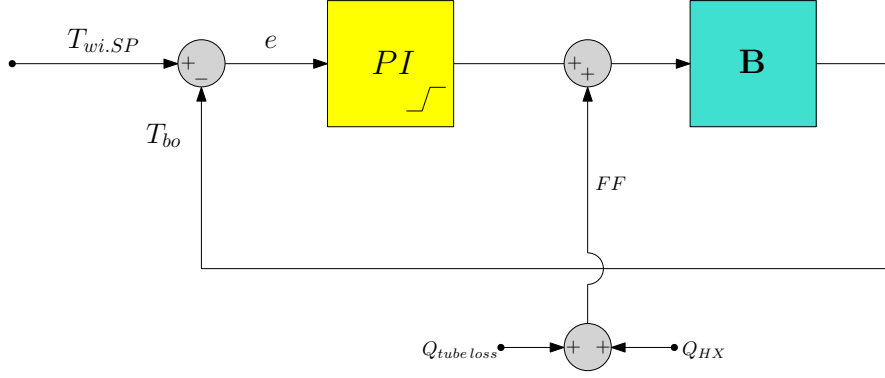 T_{wi.SP}
e
PI
B
+
−
+
+
T_{bo}
FF
Q_{tube loss}
+
+
Q_{HX}